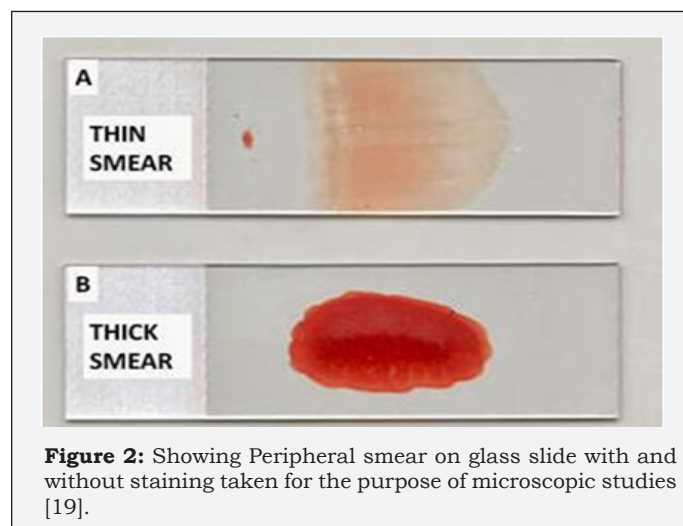 A
THIN
SMEAR
B
THICK
SMEAR
Figure 2: Showing Peripheral smear on glass slide with and
without staining taken for the purpose of microscopic studies
[19].